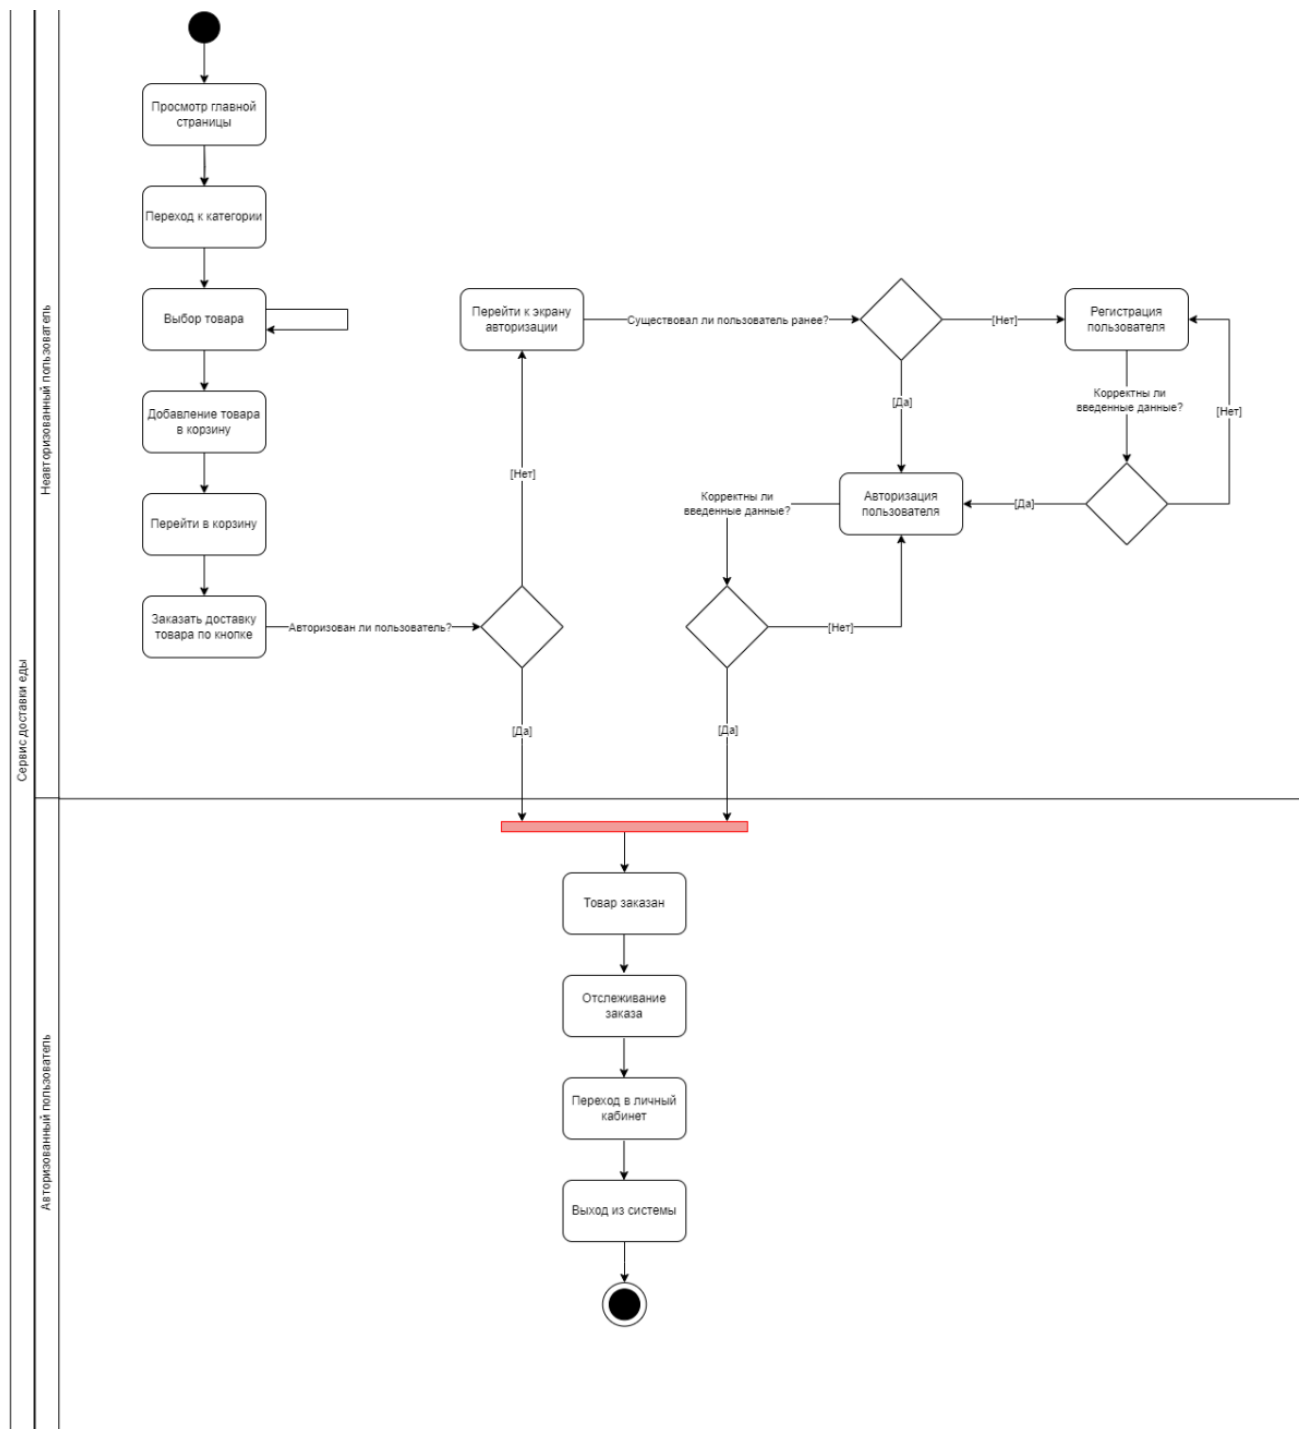 Сервис доставки еды
Неавторизованный пользователь
Просмотр главной
страницы
Переход к категории
Выбор товара
Добавление товара
в корзину
Перейти в корзину
Заказать доставку
товара по кнопке
Авторизован ли пользователь?
[Нет]
[Да]
Перейти к экрану
авторизации
Существовал ли пользователь ранее?
[Нет]
[Да]
Регистрация
пользователя
Корректны ли
введенные данные?
[Нет]
[Да]
Авторизация
пользователя
Корректны ли
введенные данные?
[Нет]
[Да]
Авторизованный пользователь
Товар заказан
Отслеживание
заказа
Переход в личный
кабинет
Выход из системы